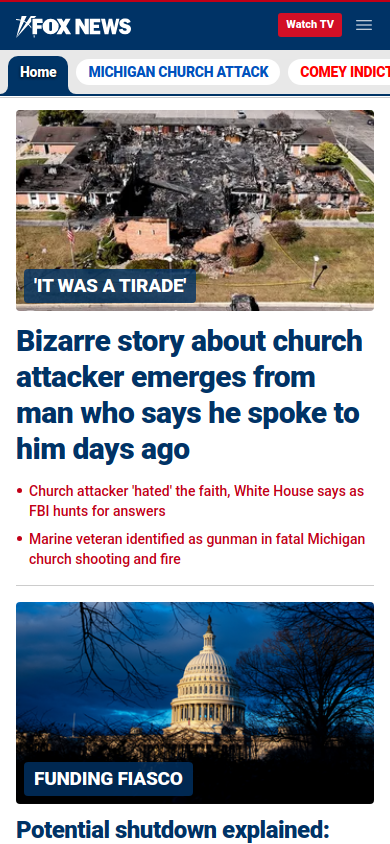 FOX NEWS
Watch TV
Home
MICHIGAN CHURCH ATTACK
COMEY INDICT
'IT WAS A TIRADE'
Bizarre story about church
attacker emerges from
man who says he spoke to
him days ago
Church attacker 'hated' the faith, White House says as
FBI hunts for answers
Marine veteran identified as gunman in fatal Michigan
church shooting and fire
FUNDING FIASCO
Potential shutdown explained: